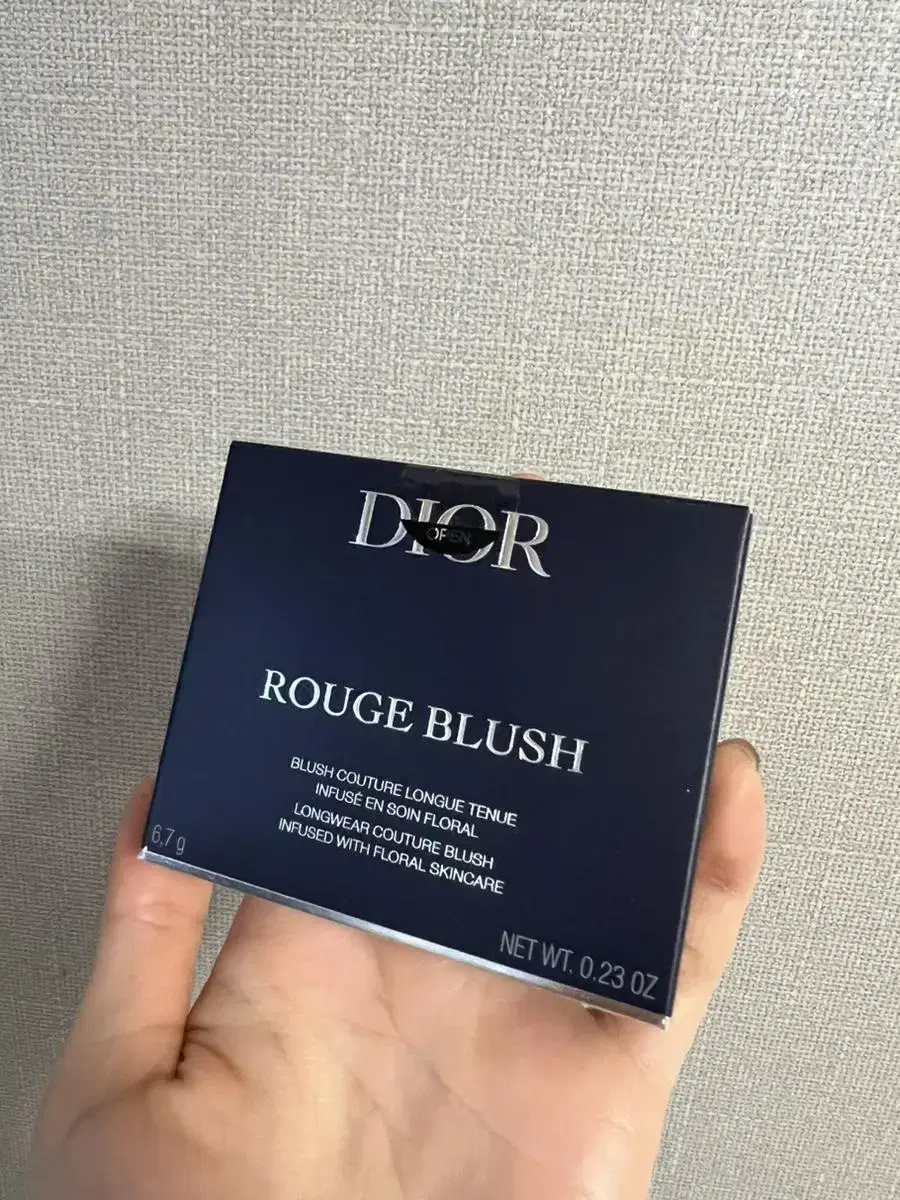 DIOR
OPEN
ROUGE BLUSH
BLUSH COUTURE LONGUE TENUE
INFUSÉ EN SOIN FLORAL
LONGWEAR COUTURE BLUSH
INFUSED WITH FLORAL SKINCARE
6,7 g
NET WT. 0.23 OZ